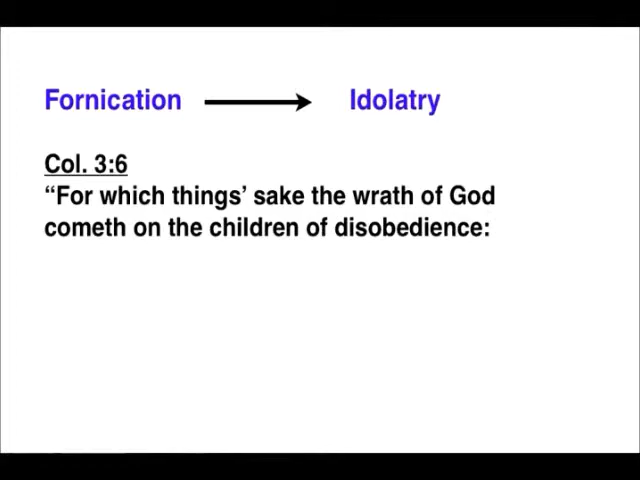 Fornication → Idolatry
Col. 3:6
“For which things’ sake the wrath of God
cometh on the children of disobedience: